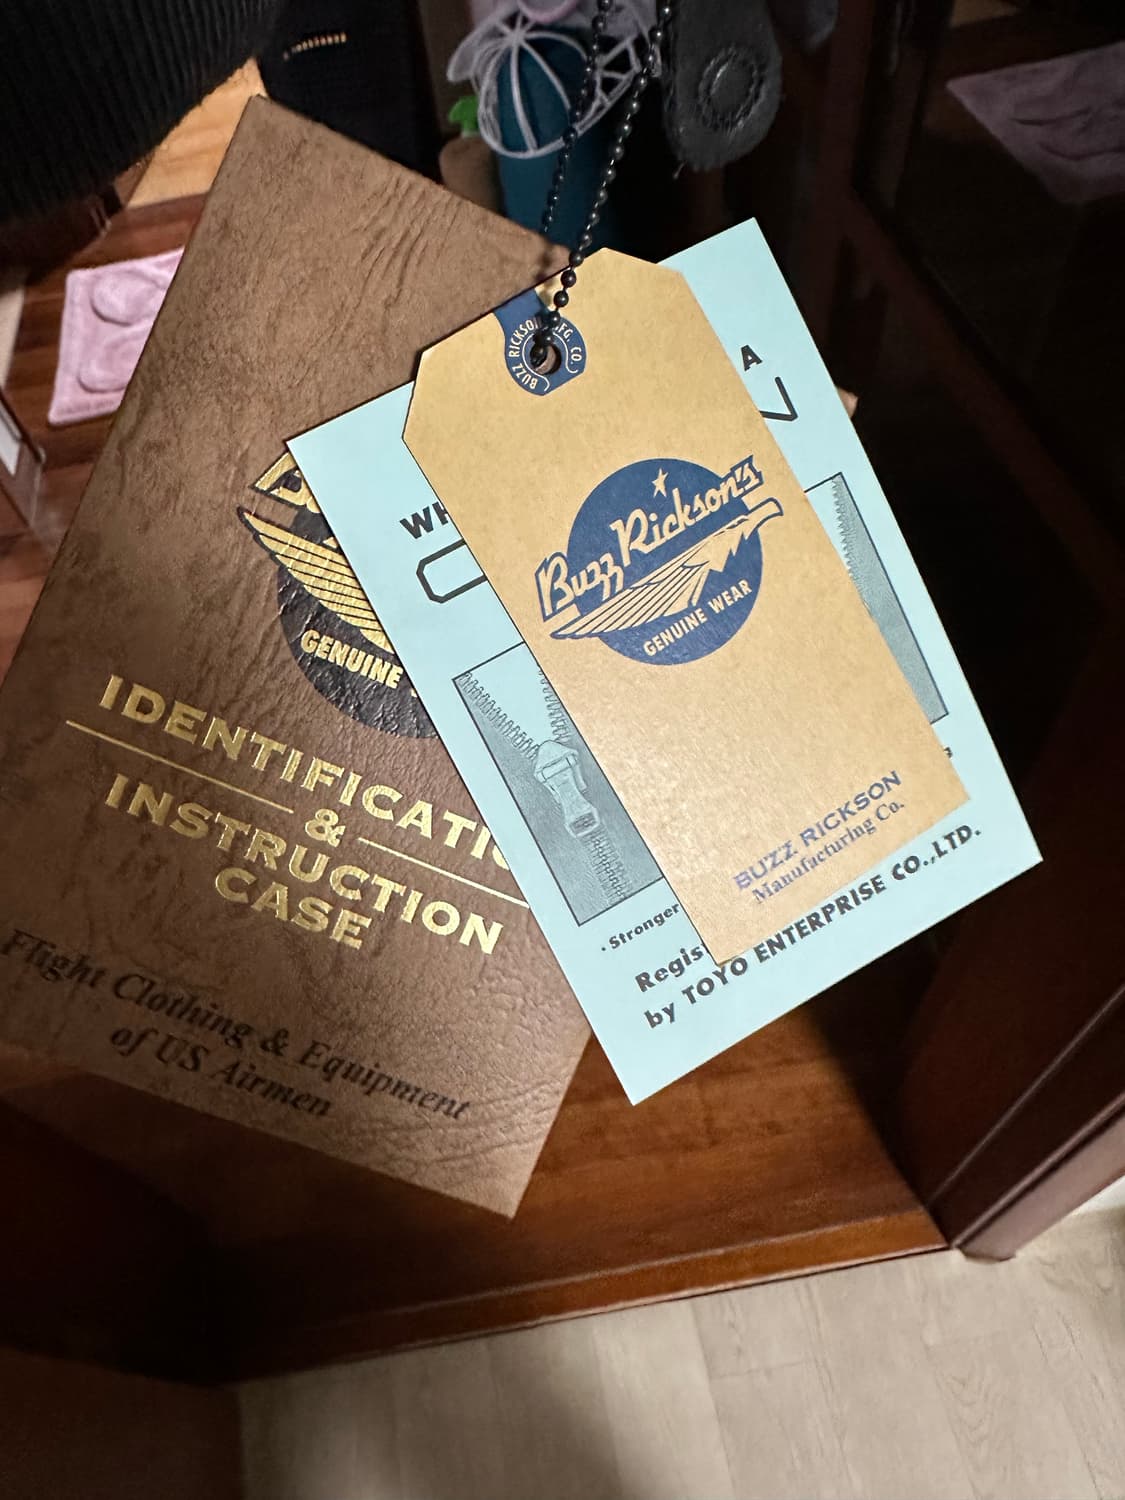 GENUINE
IDENTIFICATIO
&
INSTRUCTION
CASE
Flight Clothing & Equipment
of US Airmen
BUZZ RICKSON MFG. CO.
Buzz Rickson's
GENUINE WEAR
BUZZ RICKSON
Manufacturing Co.
WH
A
• Stronger
Regis
by TOYO ENTERPRISE CO.,LTD.